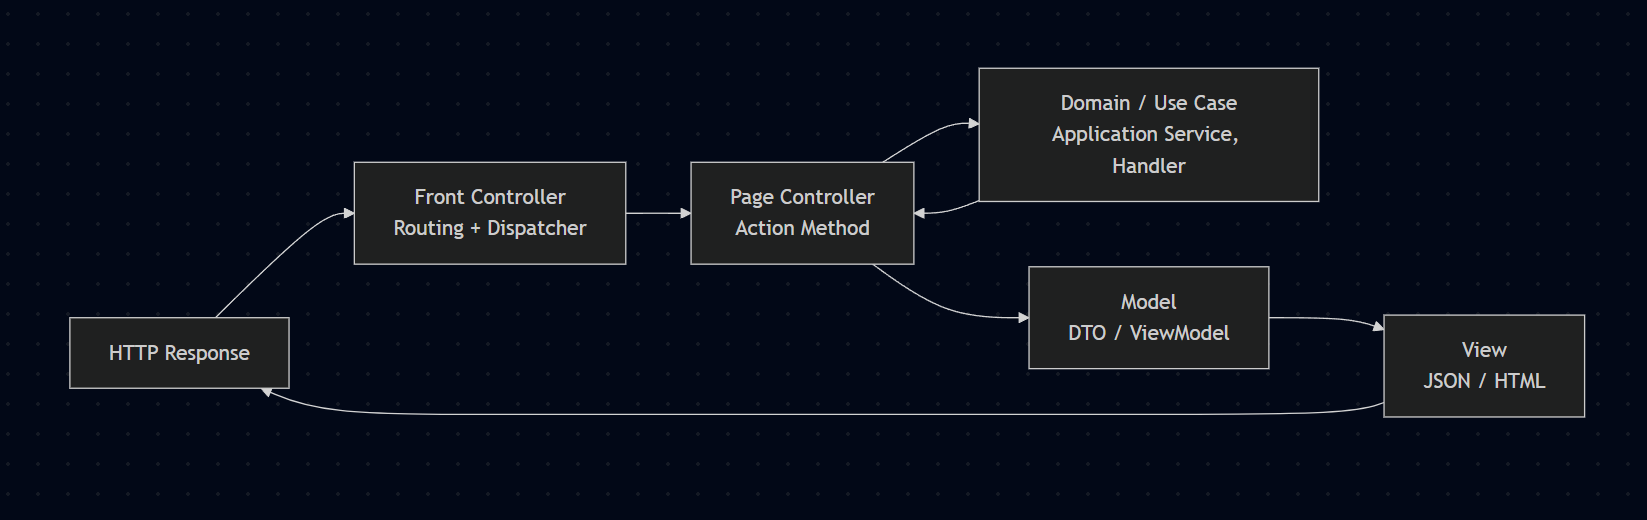 Domain / Use Case
Application Service,
Handler
Front Controller
Routing + Dispatcher
Page Controller
Action Method
Model
DTO / ViewModel
HTTP Response
View
JSON / HTML